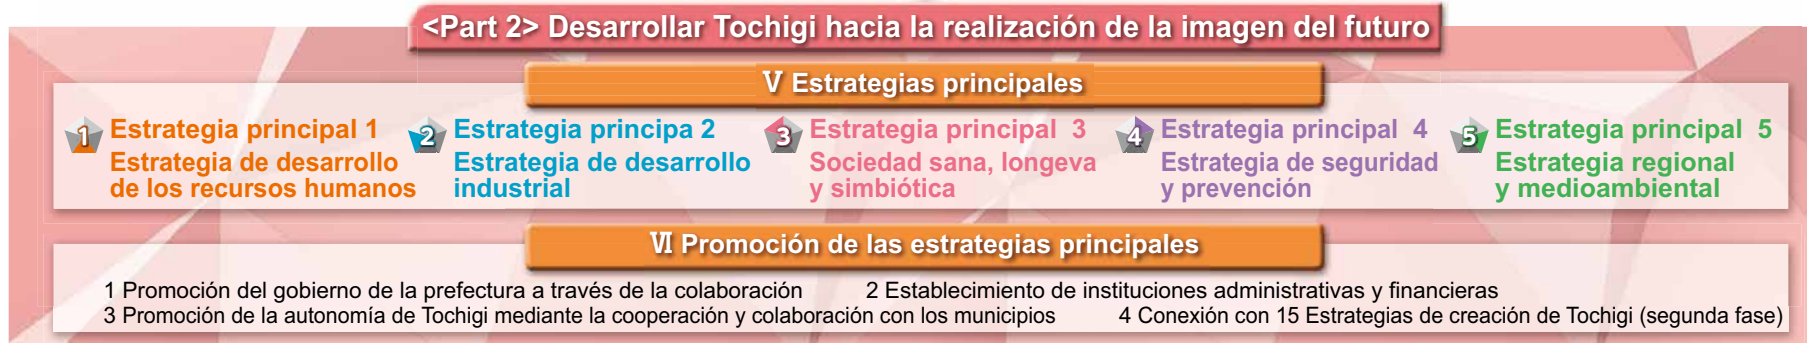 <Part 2> Desarrollar Tochigi hacia la realización de la imagen del futuro
Ⅴ Estrategias principales
1 Estrategia principal 1
Estrategia de desarrollo
de los recursos humanos
2 Estrategia principa 2
Estrategia de desarrollo
industrial
3 Estrategia principal 3
Sociedad sana, longeva
y simbiótica
4 Estrategia principal 4
Estrategia de seguridad
y prevención
5 Estrategia principal 5
Estrategia regional
y medioambiental
Ⅵ Promoción de las estrategias principales
1 Promoción del gobierno de la prefectura a través de la colaboración
2 Establecimiento de instituciones administrativas y financieras
3 Promoción de la autonomía de Tochigi mediante la cooperación y colaboración con los municipios
4 Conexión con 15 Estrategias de creación de Tochigi (segunda fase)